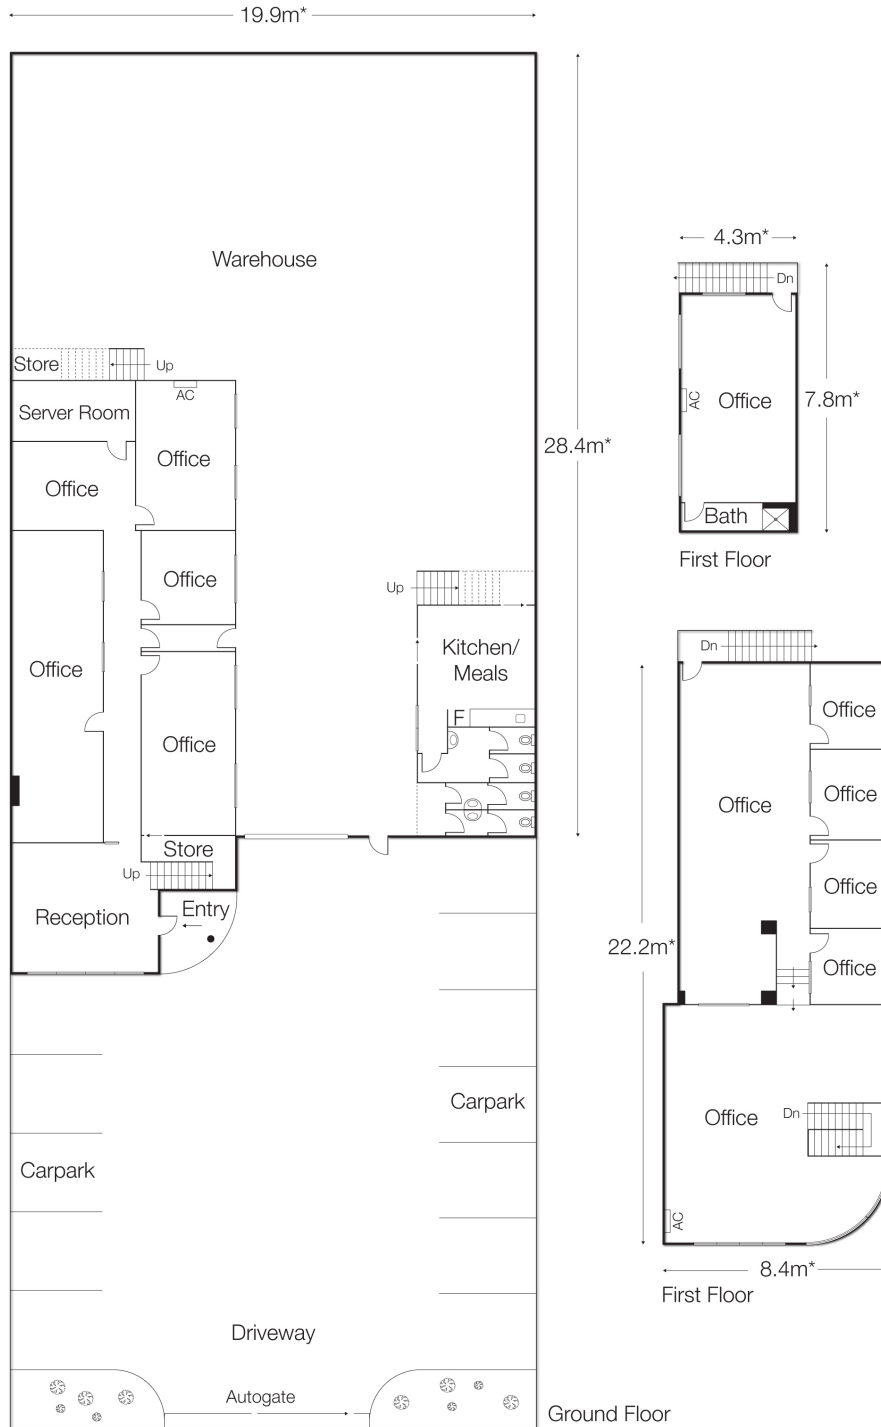 19.9m*
Warehouse
Store
Up
AC
Server Room
Office
Office
Office
Up
Kitchen/
Meals
Office
F
Office
Store
Up
Reception
Entry
28.4m*
Carpark
Carpark
Driveway
Autogate
Ground Floor
4.3m*
Dn
AC
Office
7.8m*
Bath
First Floor
Dn
Office
Office
Office
Office
22.2m*
Office
Office
Dn
AC
8.4m*
First Floor